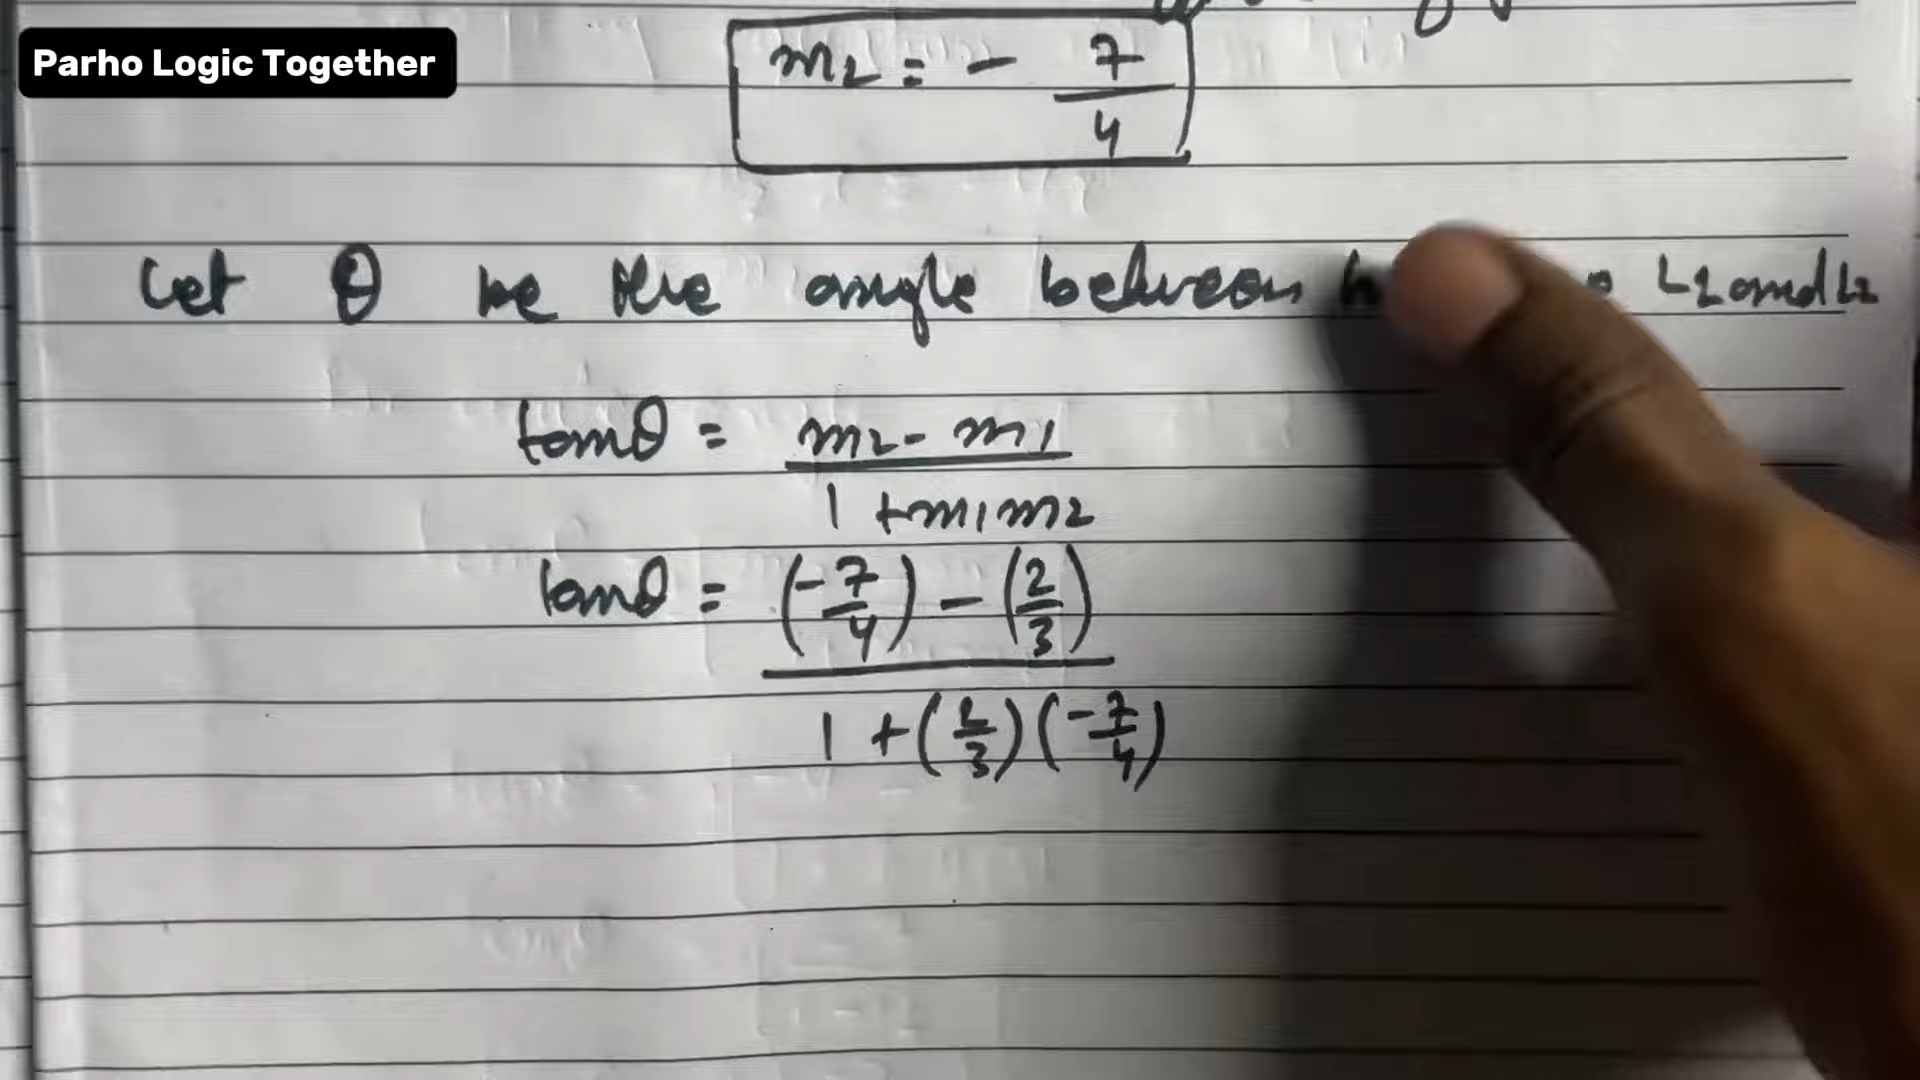 Parho Logic Together
m2 = - 7/4
Let θ be the angle between L2 and L2
tanθ = m2 - m1 / 1 + m1m2
tanθ = (-7/4) - (2/3) / 1 + (2/3)(-7/4)